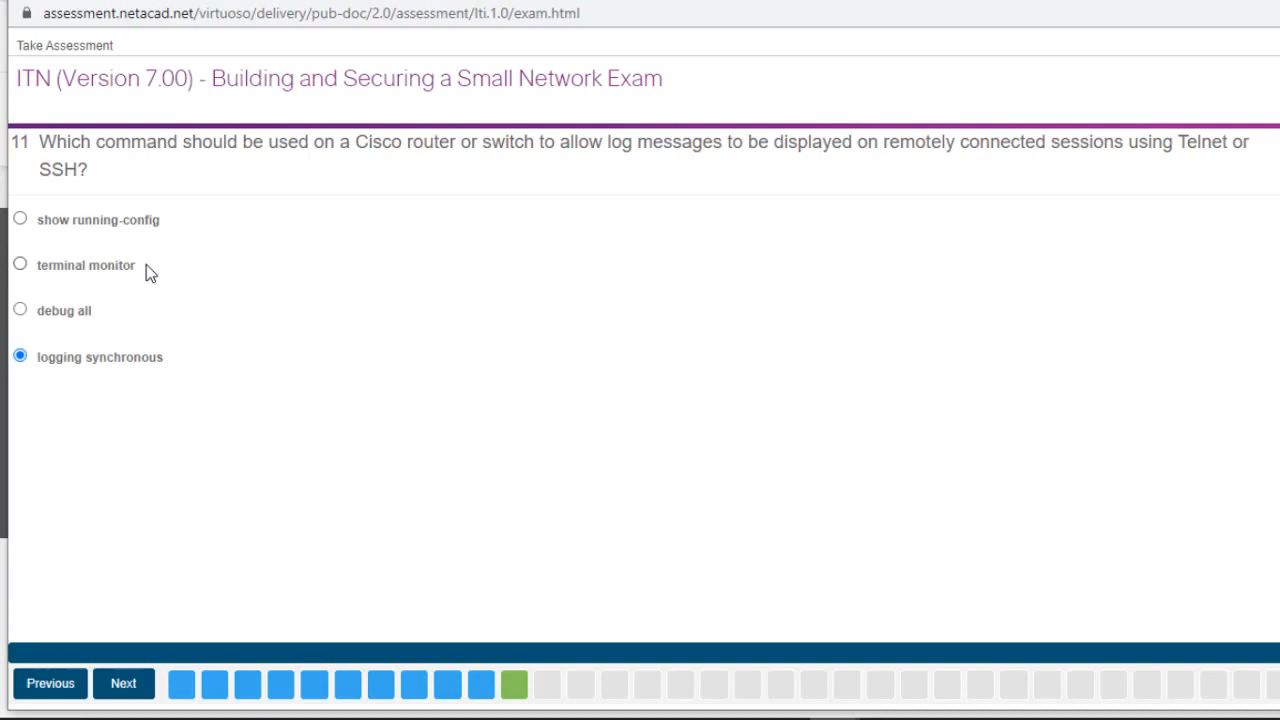 assessment.netacad.net/virtuoso/delivery/pub-doc/2.0/assessment/lti.1.0/exam.html
Take Assessment
ITN (Version 7.00) - Building and Securing a Small Network Exam
11 Which command should be used on a Cisco router or switch to allow log messages to be displayed on remotely connected sessions using Telnet or
SSH?
show running-config
terminal monitor
debug all
logging synchronous
Previous Next